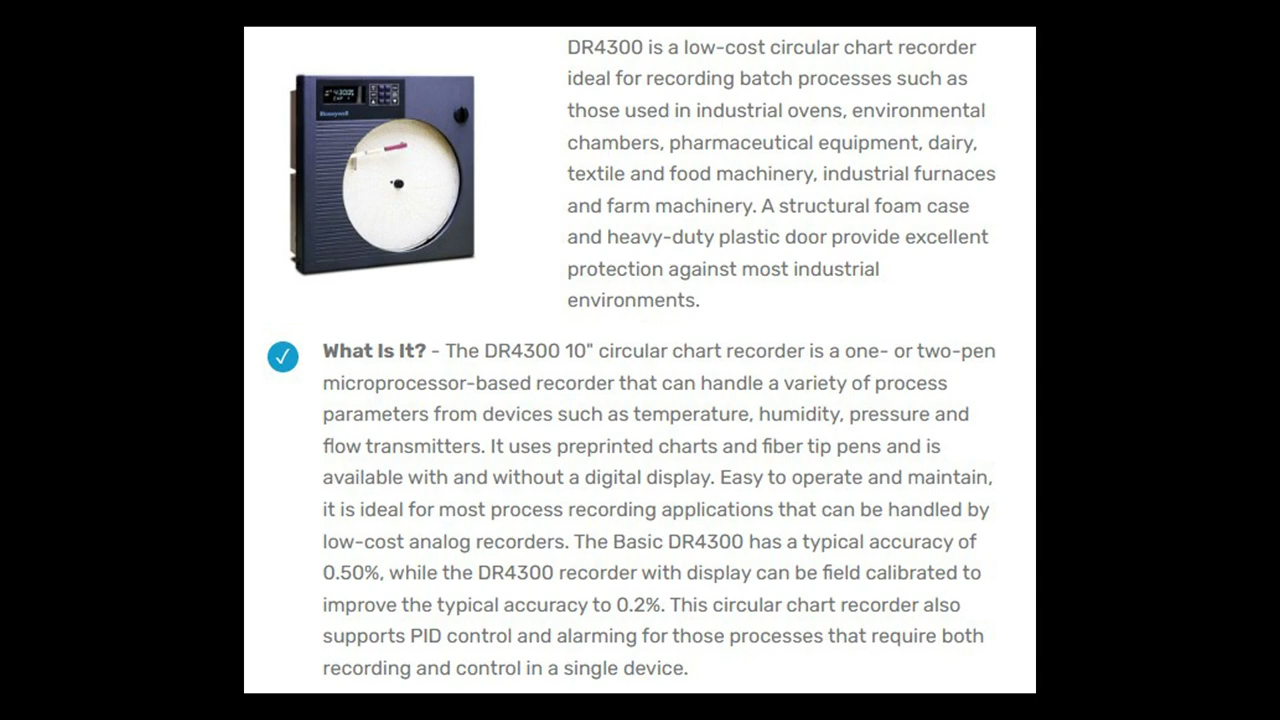 DR4300 is a low-cost circular chart recorder
ideal for recording batch processes such as
those used in industrial ovens, environmental
chambers, pharmaceutical equipment, dairy,
textile and food machinery, industrial furnaces
and farm machinery. A structural foam case
and heavy-duty plastic door provide excellent
protection against most industrial
environments.
Honeywell
What Is It? - The DR4300 10" circular chart recorder is a one- or two-pen
microprocessor-based recorder that can handle a variety of process
parameters from devices such as temperature, humidity, pressure and
flow transmitters. It uses preprinted charts and fiber tip pens and is
available with and without a digital display. Easy to operate and maintain,
it is ideal for most process recording applications that can be handled by
low-cost analog recorders. The Basic DR4300 has a typical accuracy of
0.50%, while the DR4300 recorder with display can be field calibrated to
improve the typical accuracy to 0.2%. This circular chart recorder also
supports PID control and alarming for those processes that require both
recording and control in a single device.